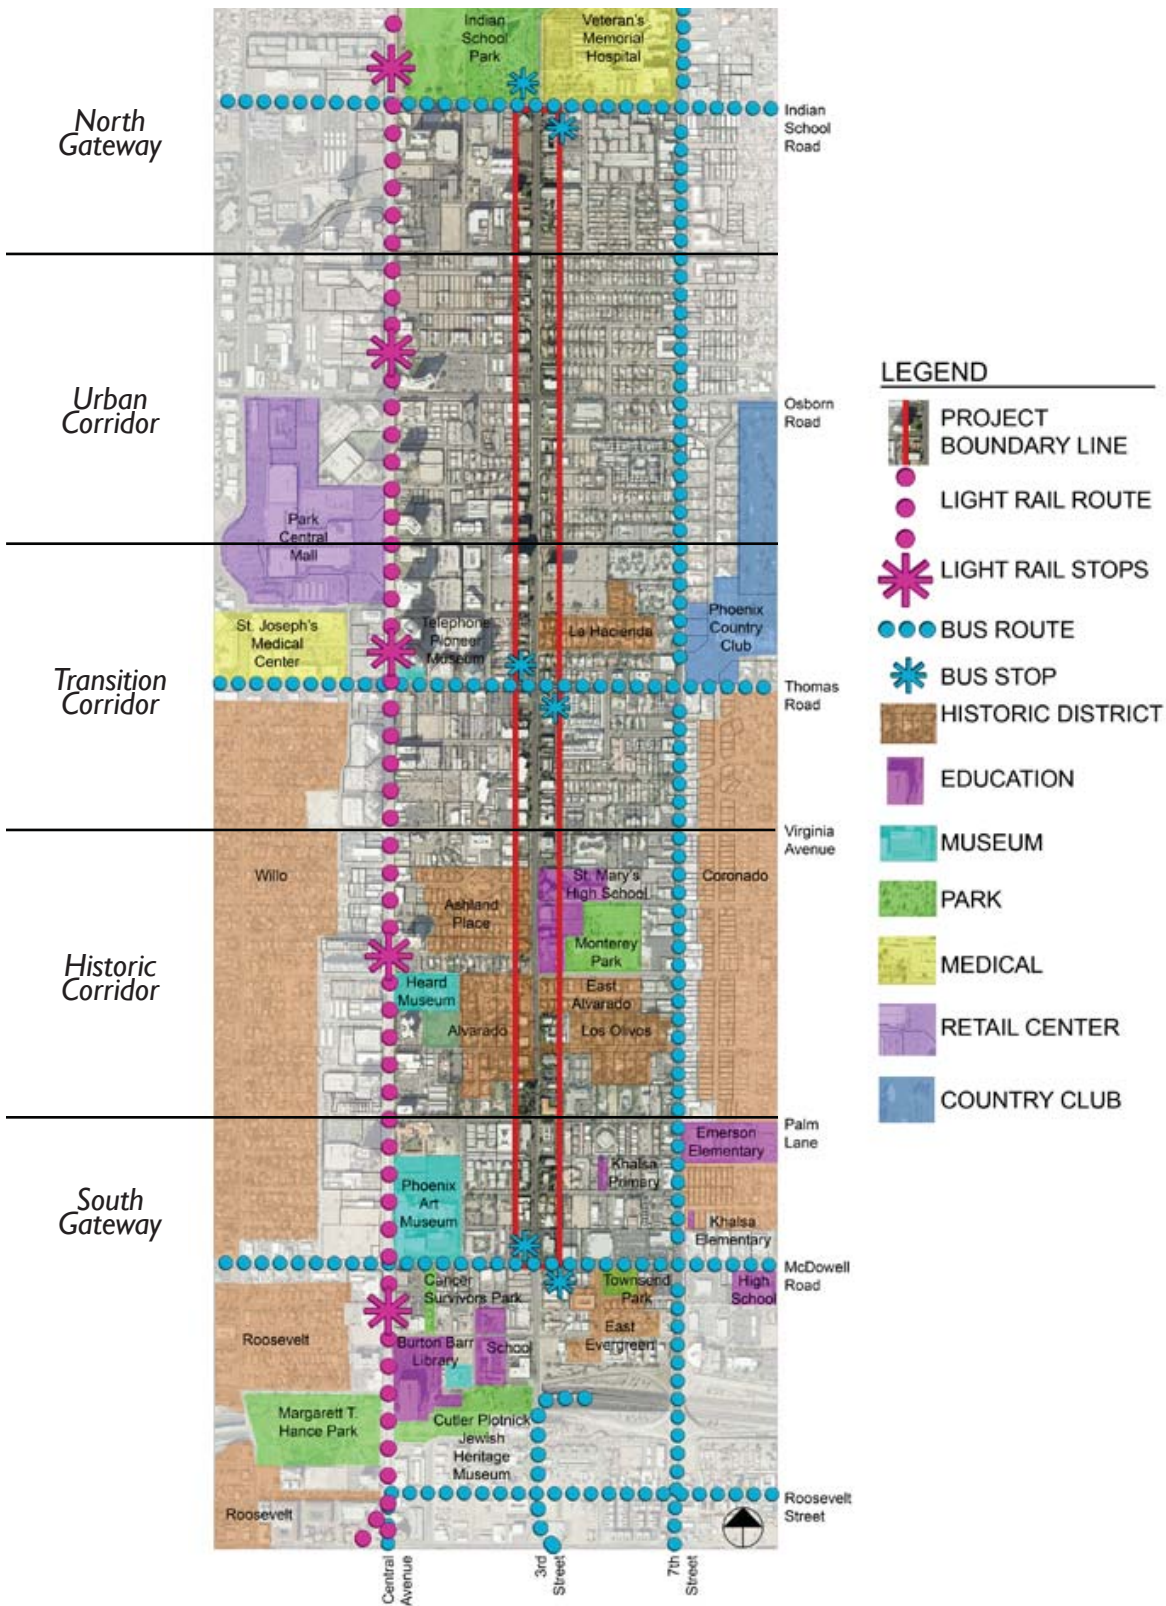 Indian
School
Park
Veteran's
Memorial
Hospital
North
Gateway
Indian
School
Road
Urban
Corridor
Osborn
Road
Park
Central
Mall
St. Joseph's
Medical
Center
Telephone
Pioneer
Museum
La Hacienda
Phoenix
Country
Club
Transition
Corridor
Thomas
Road
Virginia
Avenue
Willo
Ashland
Place
St. Mary's
High School
Coronado
Monterey
Park
Historic
Corridor
Heard
Museum
East
Alvarado
Alvarado
Los Olivos
Palm
Lane
Emerson
Elementary
Khalsa
Primary
South
Gateway
Phoenix
Art
Museum
Khalsa
Elementary
McDowell
Road
Cancer
Survivors Park
Townsend
Park
High
School
Roosevelt
Burton Barr
Library
School
East
Evergreen
Margarett T.
Hance Park
Cutler Plotnick
Jewish
Heritage
Museum
Roosevelt
Roosevelt
Street
Central
Avenue
3rd
Street
7th
Street
LEGEND
PROJECT
BOUNDARY LINE
LIGHT RAIL ROUTE
LIGHT RAIL STOPS
BUS ROUTE
BUS STOP
HISTORIC DISTRICT
EDUCATION
MUSEUM
PARK
MEDICAL
RETAIL CENTER
COUNTRY CLUB